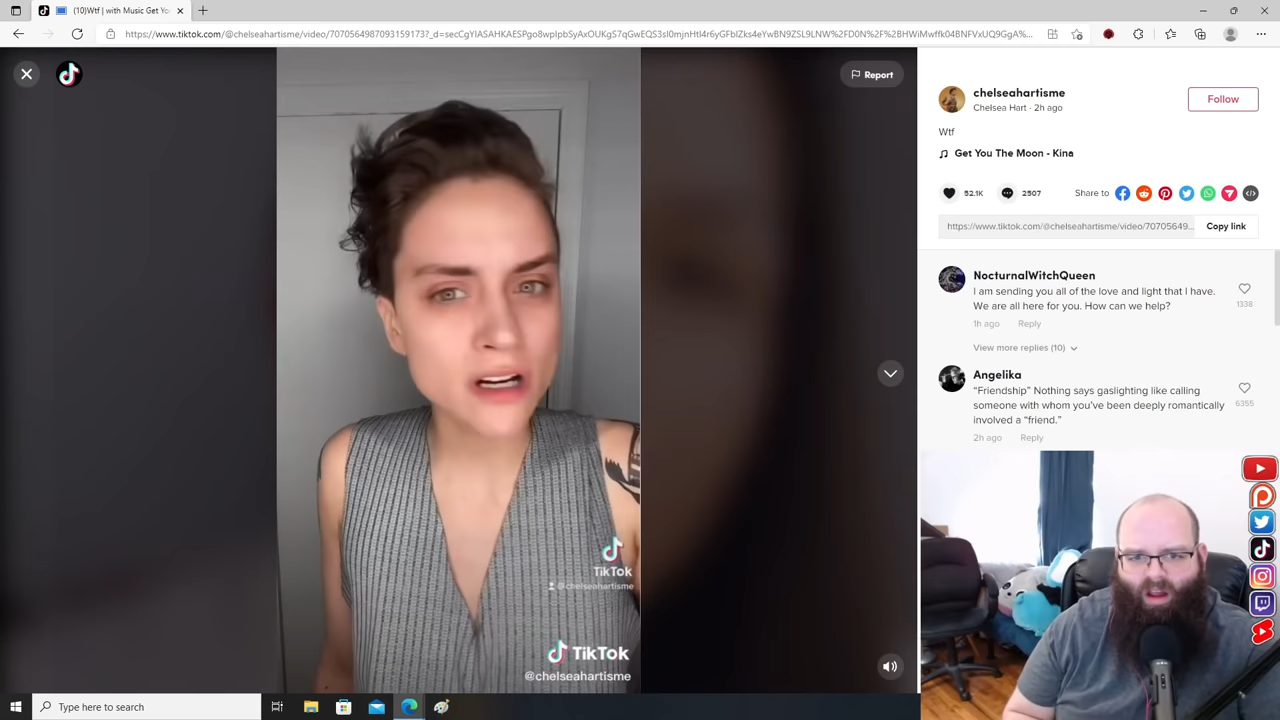 (10)Wtf | with Music Get You
https://www.tiktok.com/@chelseahartisme/video/7070564987093159173?_d=secCgYIASAHKAESPgo8wpIpbSyAxOUKgS7qGwEQS3sl0mjnHtl4r6yGFbIZks4eYwBN9ZSL9LNW%2FD0N%2F%2BHWiMwffk04BNFVxUQ9GgA%...
Report
chelseahartisme
Chelsea Hart · 2h ago
Follow
Wtf
Get You The Moon - Kina
52.1K
2507
Share to
https://www.tiktok.com/@chelseahartisme/video/70705649...
Copy link
NocturnalWitchQueen
I am sending you all of the love and light that I have.
We are all here for you. How can we help?
1338
1h ago Reply
View more replies (10)
Angelika
“Friendship” Nothing says gaslighting like calling
someone with whom you’ve been deeply romantically
involved a “friend.”
6355
2h ago Reply
TikTok
@chelseahartisme
TikTok
@chelseahartisme
Type here to search